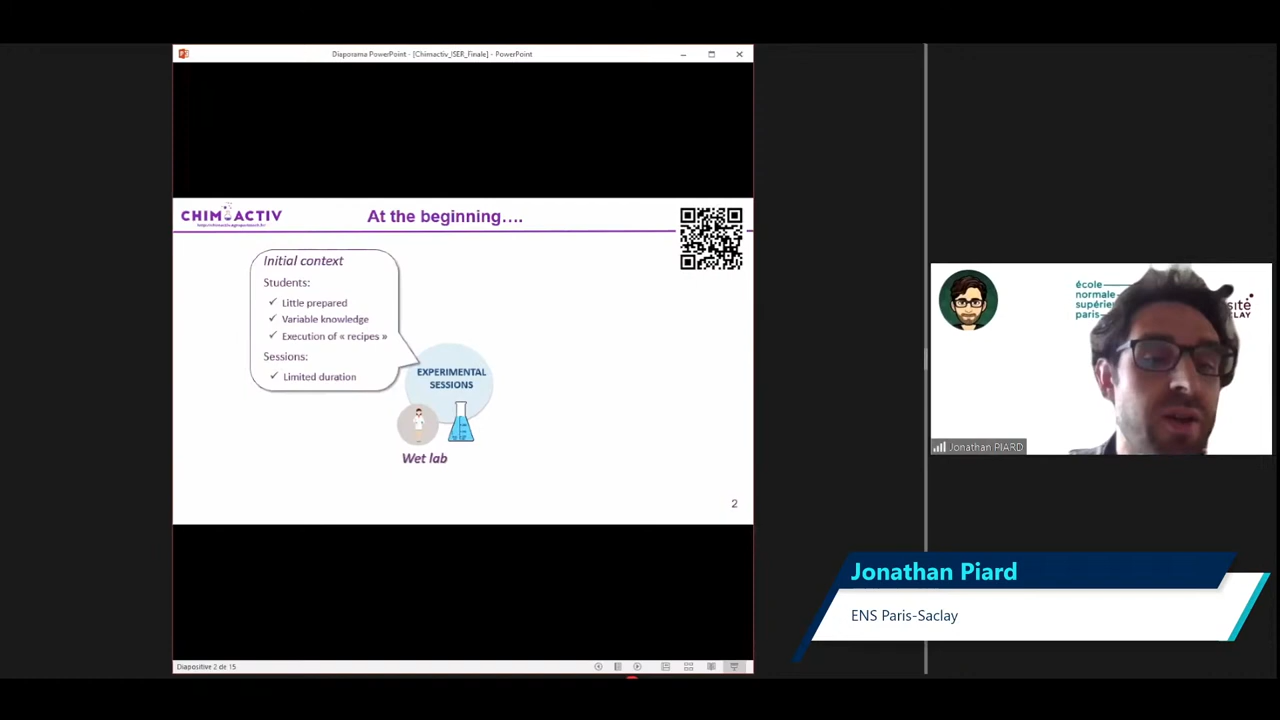 Diaporama PowerPoint - [Chimactiv_ISER_Finale] - PowerPoint
CHIMACTIV
At the beginning....
Initial context
Students:
✓ Little prepared
✓ Variable knowledge
✓ Execution of « recipes »
Sessions:
✓ Limited duration
EXPERIMENTAL
SESSIONS
Wet lab
2
Diapositive 2 de 15
école
normale
supérieure
paris-
Jonathan PIARD
Jonathan Piard
ENS Paris-Saclay